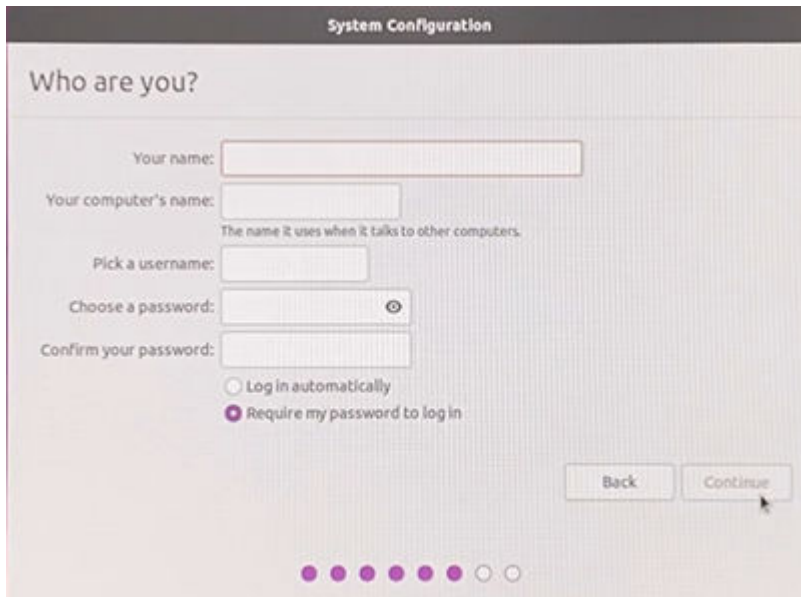 System Configuration
Who are you?
Your name:
Your computer's name:
The name it uses when it talks to other computers.
Pick a username:
Choose a password:
Confirm your password:
Log in automatically
Require my password to log in
Back Continue